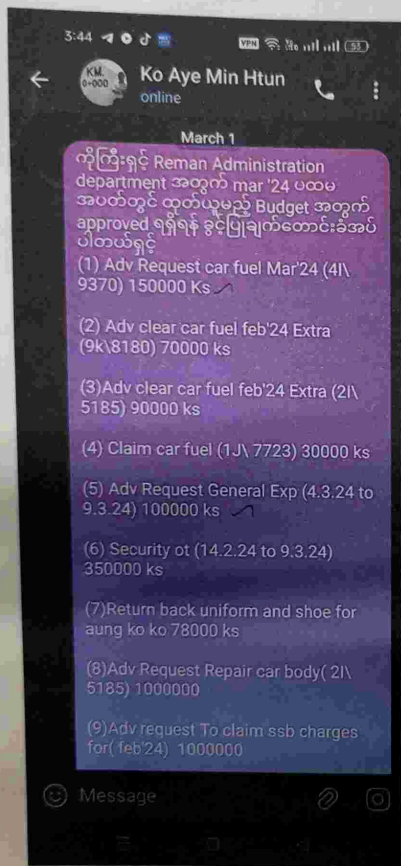 3:44
VPN
53
KM.
0+000
Ko Aye Min Htun
online
March 1
ကိုကြီးရှင့် Reman Administration
department အတွက် mar '24 ပထမ
အပတ်တွင် ထုတ်ယူမည့် Budget အတွက်
approved ရရှိရန် ခွင့်ပြုချက်တောင်းခံအပ်
ပါတယ်ရှင့်
(1) Adv Request car fuel Mar'24 (4I\
9370) 150000 Ks
(2) Adv clear car fuel feb'24 Extra
(9k\8180) 70000 ks
(3)Adv clear car fuel feb'24 Extra (2I\
5185) 90000 ks
(4) Claim car fuel (1J\ 7723) 30000 ks
(5) Adv Request General Exp (4.3.24 to
9.3.24) 100000 ks
(6) Security ot (14.2.24 to 9.3.24)
350000 ks
(7)Return back uniform and shoe for
aung ko ko 78000 ks
(8)Adv Request Repair car body( 2I\
5185) 1000000
(9)Adv request To claim ssb charges
for( feb'24) 1000000
Message